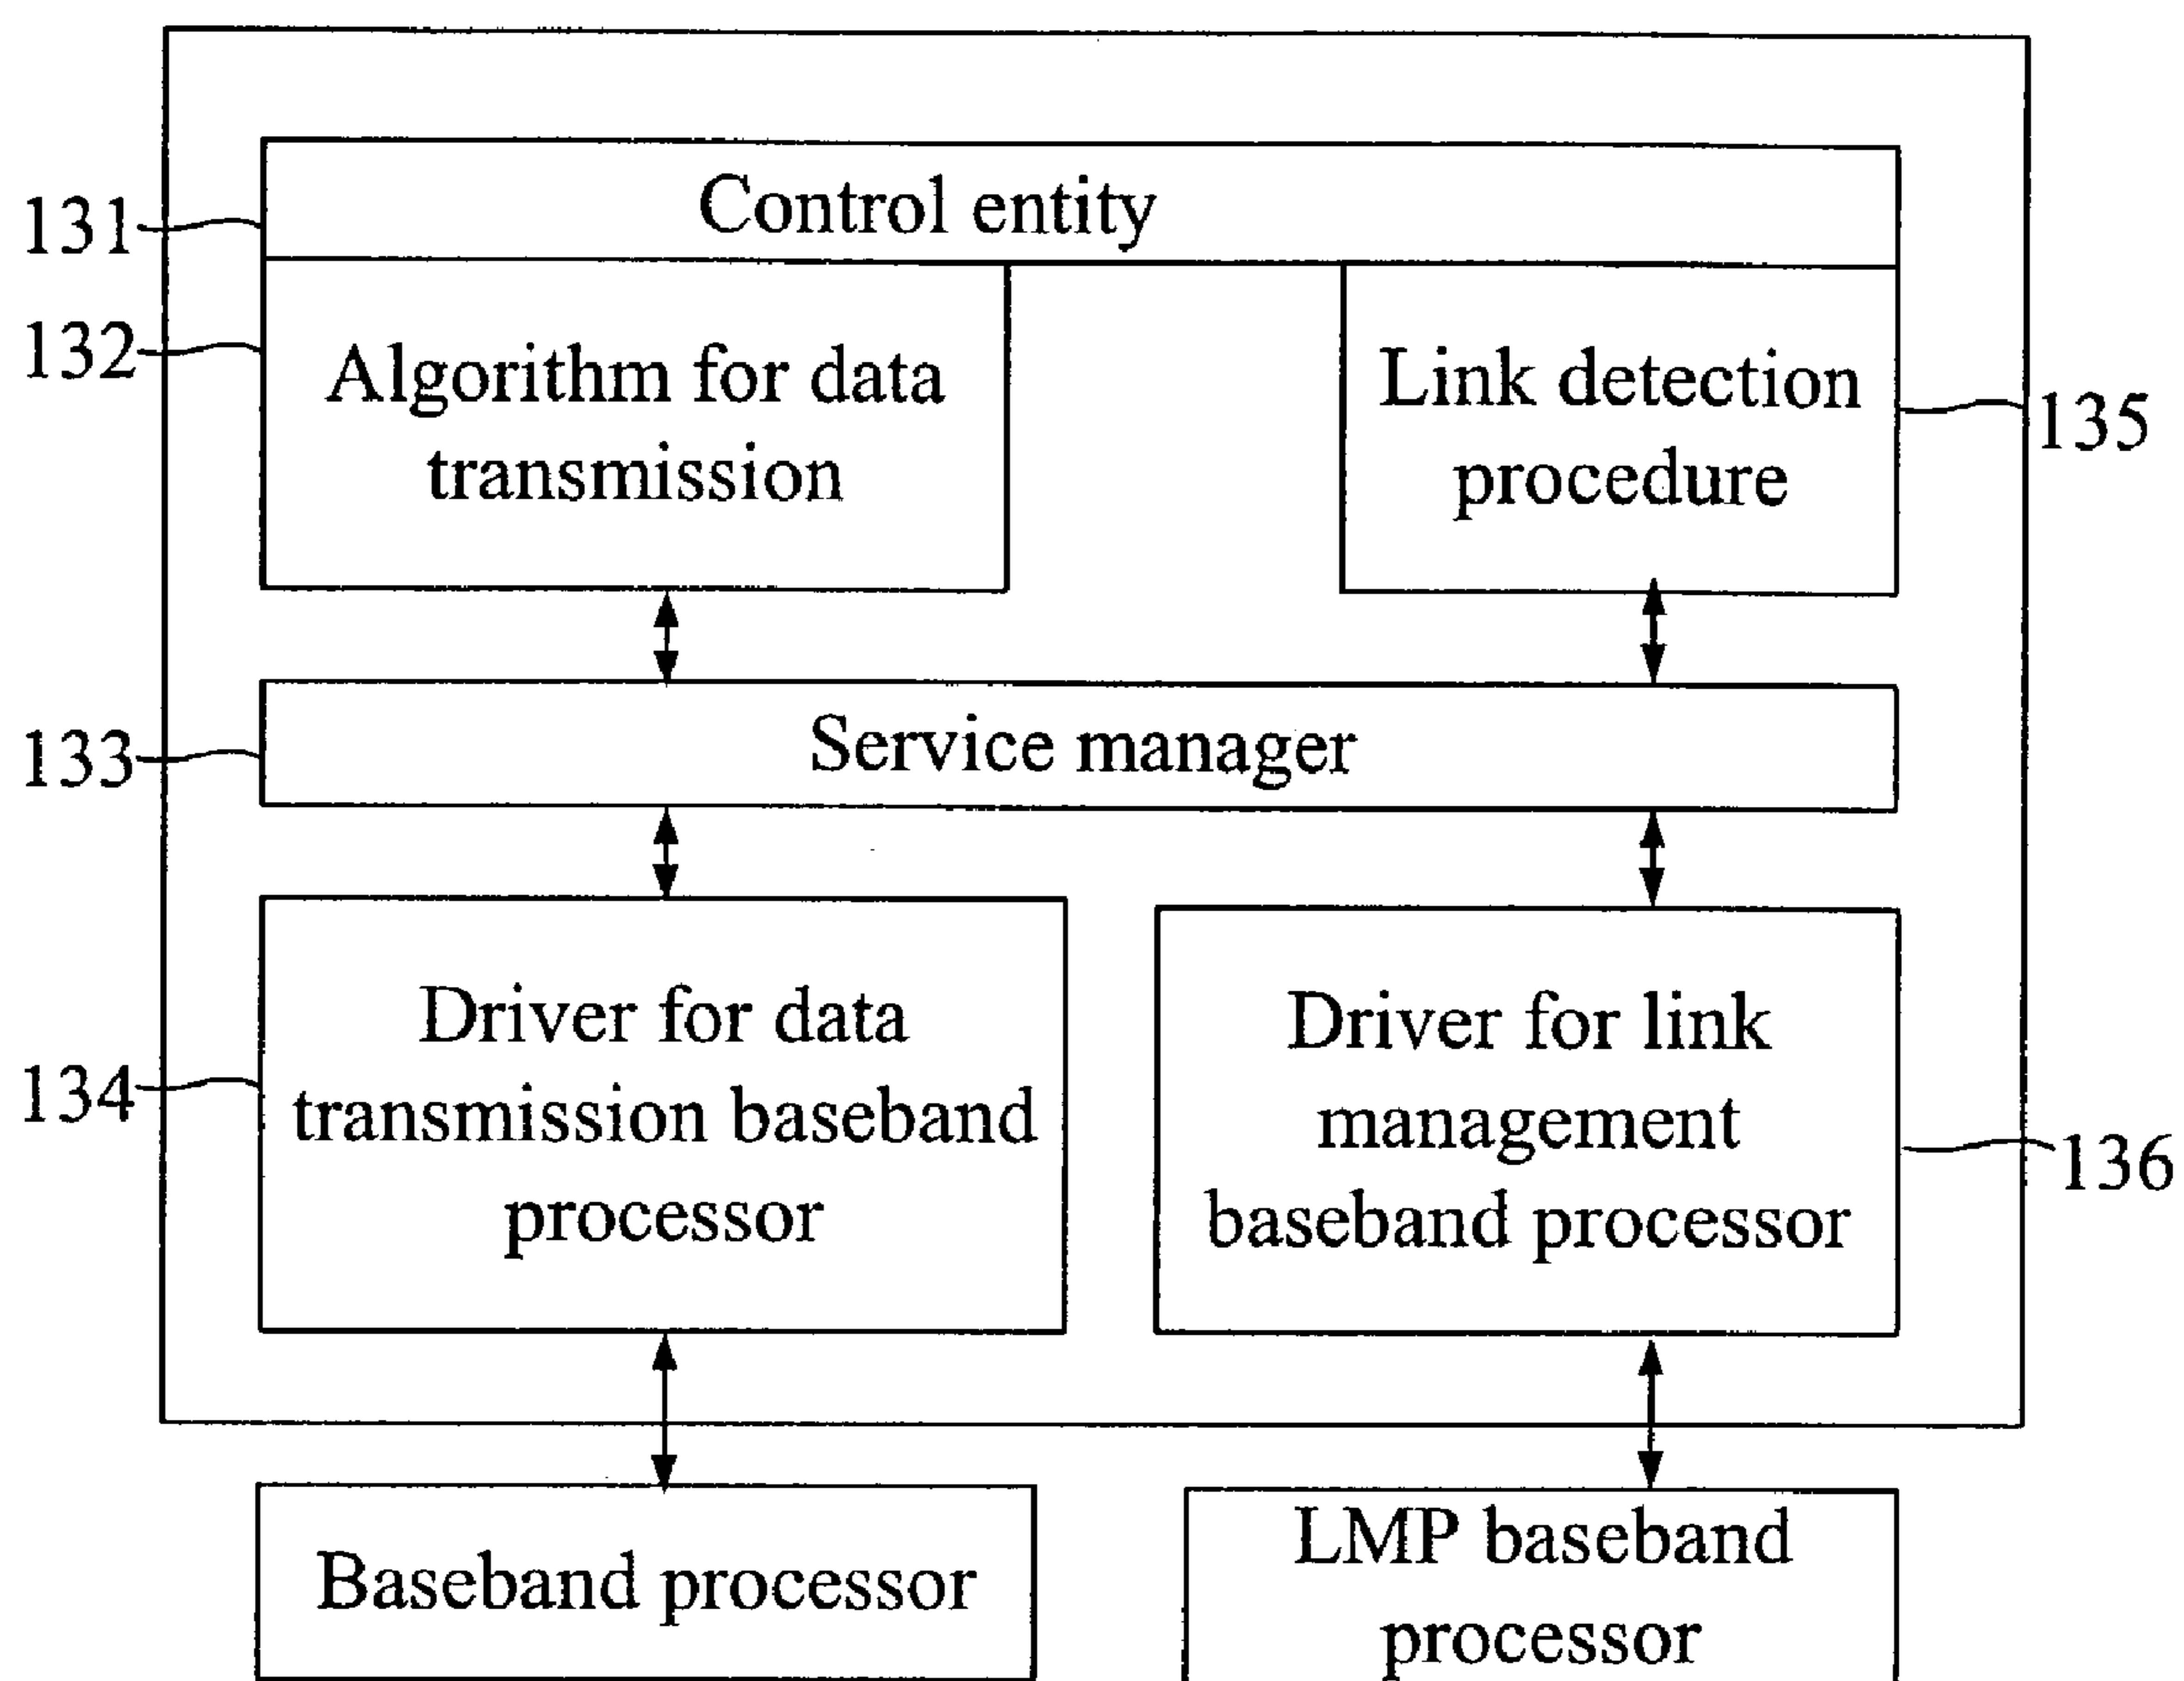 Control entity
131
132
Algorithm for data
transmission
Link detection
procedure
135
133
Service manager
134
Driver for data
transmission baseband
processor
Driver for link
management
baseband processor
136
Baseband processor
LMP baseband
processor